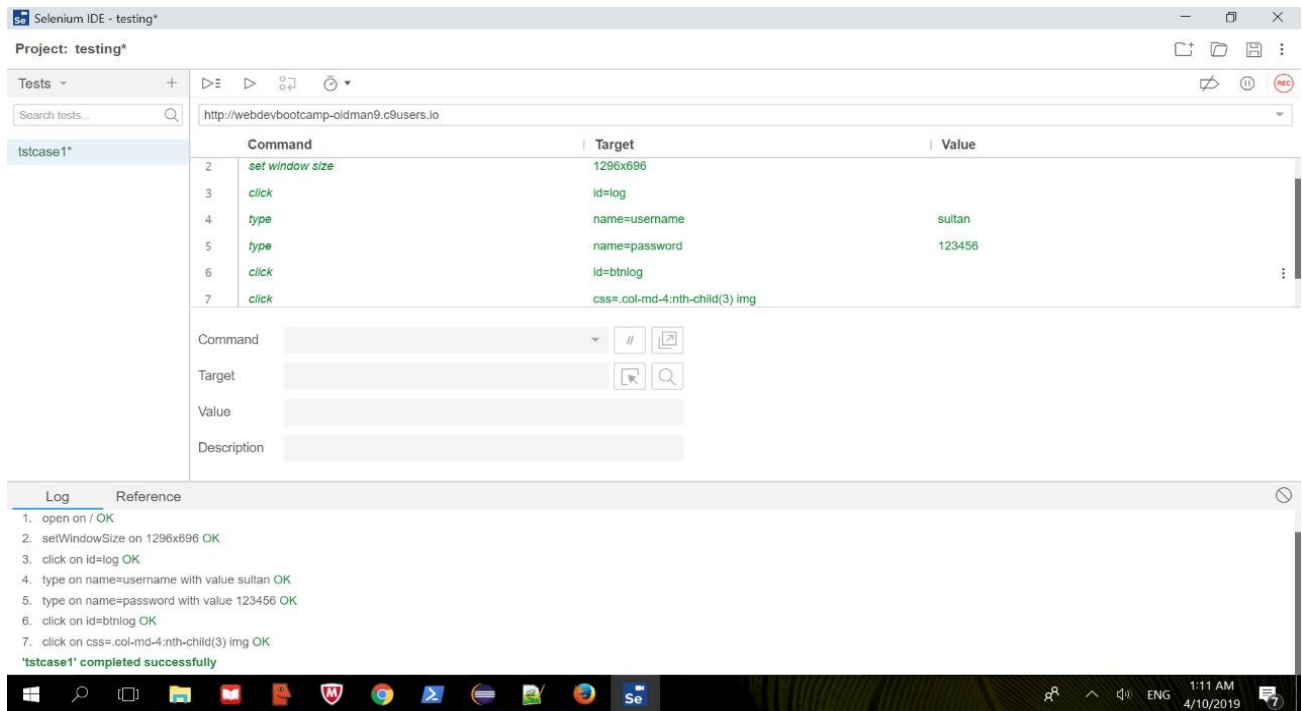 Se Selenium IDE - testing*
Project: testing*
Tests
Search tests...
tstcase1*
REC
http://webdevbootcamp-oldman9.c9users.io
Command Target Value
2 set window size 1296x696
3 click id=log
4 type name=username sultan
5 type name=password 123456
6 click id=btnlog
7 click css=.col-md-4:nth-child(3) img
Command
//
Target
Value
Description
Log Reference
1. open on / OK
2. setWindowSize on 1296x696 OK
3. click on id=log OK
4. type on name=username with value sultan OK
5. type on name=password with value 123456 OK
6. click on id=btnlog OK
7. click on css=.col-md-4:nth-child(3) img OK
'tstcase1' completed successfully
Se
ENG
1:11 AM
4/10/2019
7